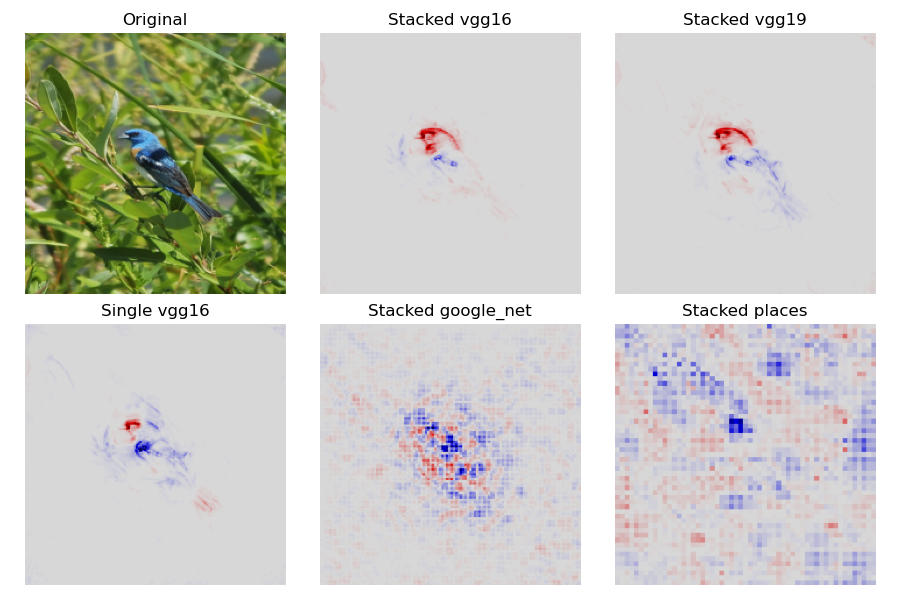 Original
Stacked vgg16
Stacked vgg19
Single vgg16
Stacked google_net
Stacked places